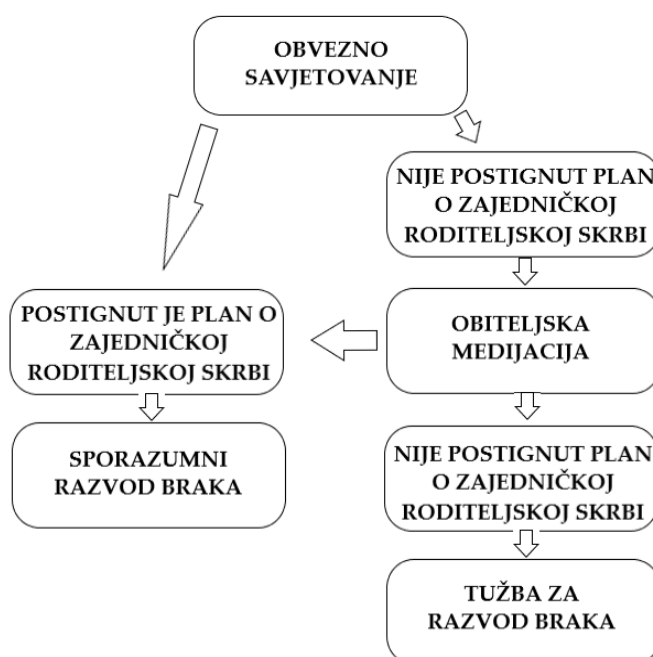 OBVEZNO
SAVJETOVANJE
NIJE POSTIGNUT PLAN
O ZAJEDNIČKOJ
RODITELJSKOJ SKRBI
POSTIGNUT JE PLAN O
ZAJEDNIČKOJ
RODITELJSKOJ SKRBI
OBITELJSKA
MEDIJACIJA
SPORAZUMNI
RAZVOD BRAKA
NIJE POSTIGNUT PLAN
O ZAJEDNIČKOJ
RODITELJSKOJ SKRBI
TUŽBA ZA
RAZVOD BRAKA